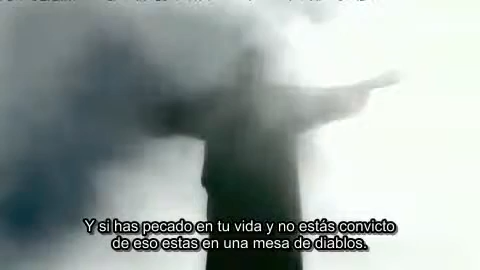 Y si has pecado en tu vida y no estás convicto
de eso estas en una mesa de diablos.